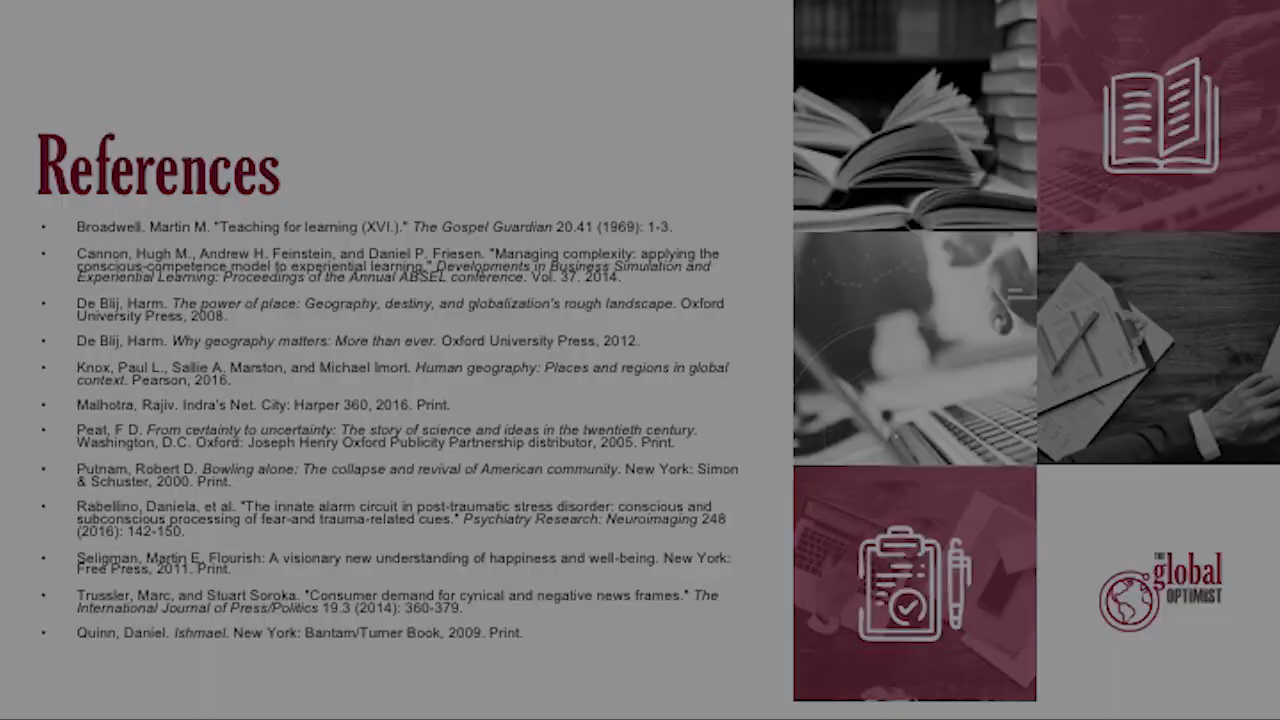 References
• Broadwell, Martin M. "Teaching for learning (XVI.)." The Gospel Guardian 20.41 (1969): 1-3.
• Cannon, Hugh M., Andrew H. Feinstein, and Daniel P. Friesen. "Managing complexity: applying the
conscious-competence model to experiential learning." Developments in Business Simulation and
Experiential Learning: Proceedings of the Annual ABSEL conference. Vol. 37. 2014.
• De Blij, Harm. The power of place: Geography, destiny, and globalization's rough landscape. Oxford
University Press, 2008.
• De Blij, Harm. Why geography matters: More than ever. Oxford University Press, 2012.
• Knox, Paul L., Sallie A. Marston, and Michael Imort. Human geography: Places and regions in global
context. Pearson, 2016.
• Malhotra, Rajiv. Indra's Net. City: Harper 360, 2016. Print.
• Peat, F D. From certainty to uncertainty: The story of science and ideas in the twentieth century.
Washington, D.C. Oxford: Joseph Henry Oxford Publicity Partnership distributor, 2005. Print.
• Putnam, Robert D. Bowling alone: The collapse and revival of American community. New York: Simon
& Schuster, 2000. Print.
• Rabellino, Daniela, et al. "The innate alarm circuit in post-traumatic stress disorder: conscious and
subconscious processing of fear-and trauma-related cues." Psychiatry Research: Neuroimaging 248
(2016): 142-150.
• Seligman, Martin E. Flourish: A visionary new understanding of happiness and well-being. New York:
Free Press, 2011. Print.
• Trussler, Marc, and Stuart Soroka. "Consumer demand for cynical and negative news frames." The
International Journal of Press/Politics 19.3 (2014): 360-379.
• Quinn, Daniel. Ishmael. New York: Bantam/Turner Book, 2009. Print.
THE
global
OPTIMIST